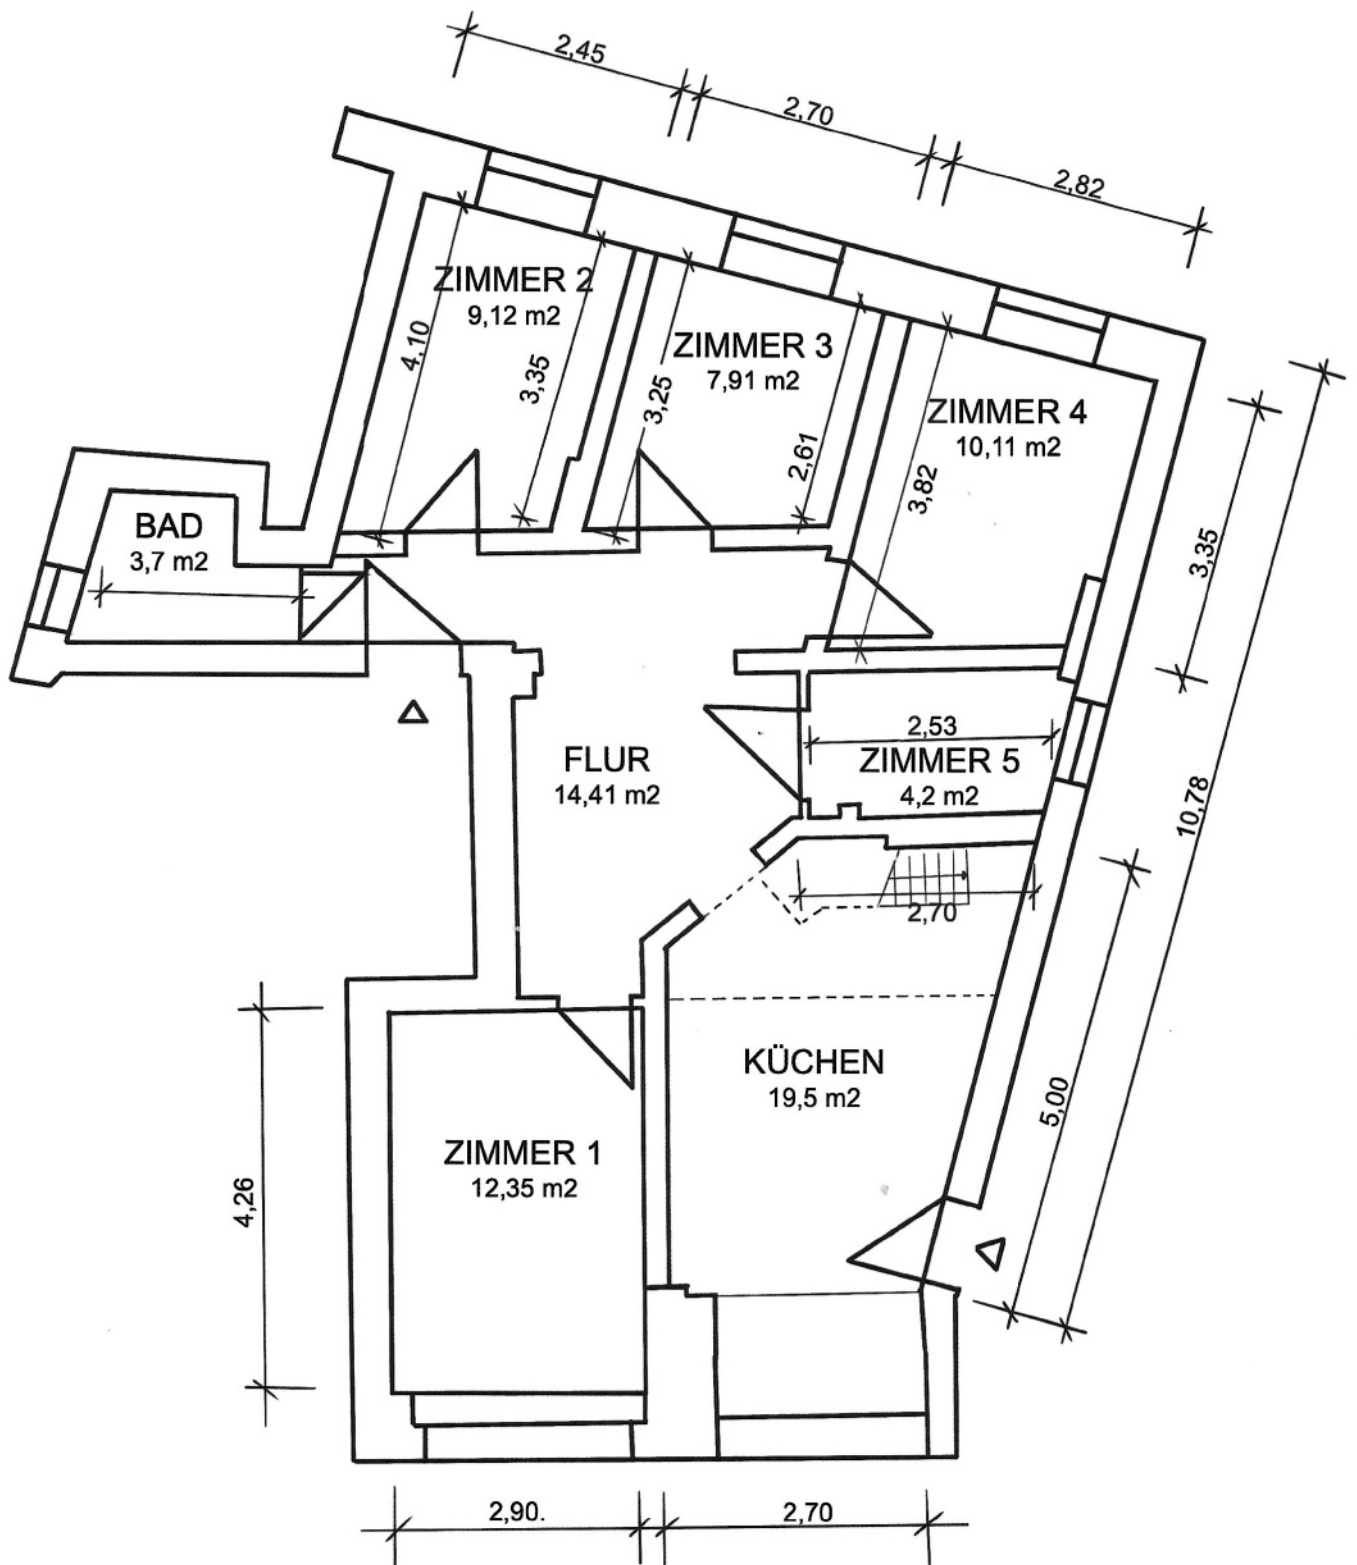 2,45
2,70
2,82
ZIMMER 2
9,12 m2
4,10
3,35
ZIMMER 3
7,91 m2
3,25
2,61
ZIMMER 4
10,11 m2
3,82
3,35
BAD
3,7 m2
FLUR
14,41 m2
2,53
ZIMMER 5
4,2 m2
10,78
2,70
KÜCHEN
19,5 m2
5,00
ZIMMER 1
12,35 m2
4,26
2,90.
2,70